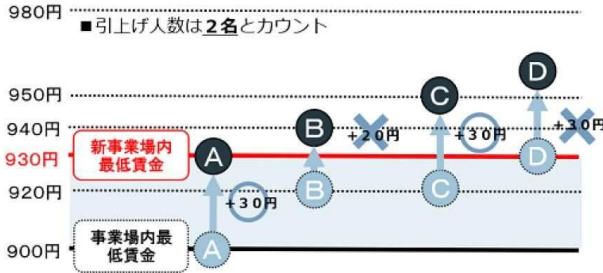 980円
■引上げ人数は2名とカウント
950円
940円
930円
920円
900円
新事業場内
最低賃金
事業場内最
低賃金
A
B
C
D
+30円
+20円
+30円
+30円
A
B
C
D